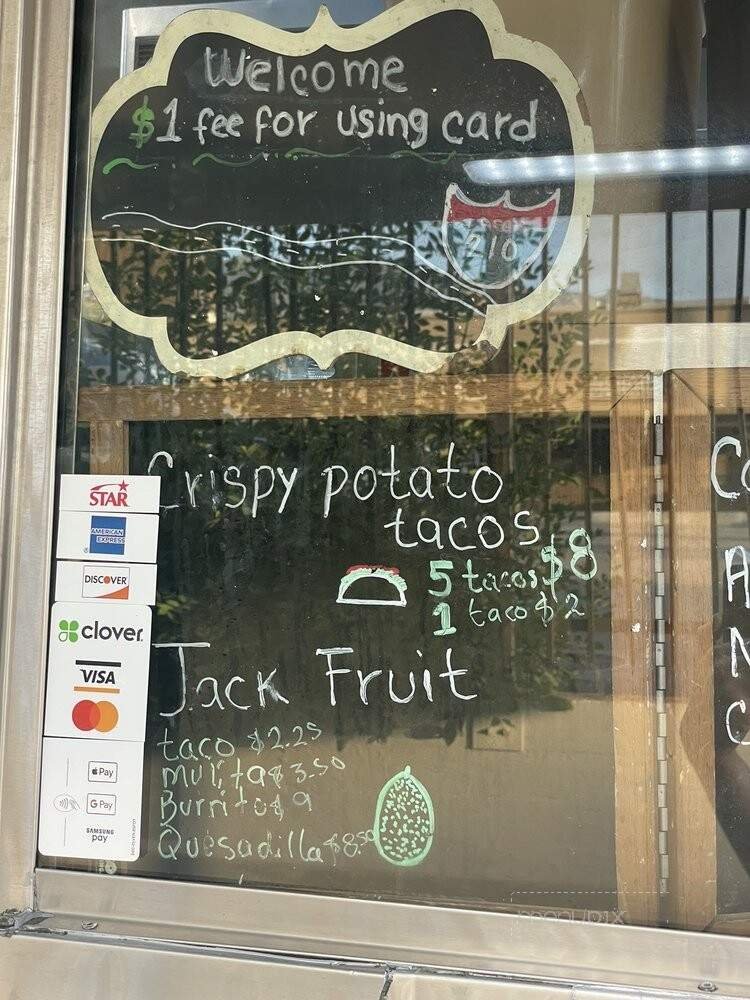 Welcome
$1 fee for using card
210
Crispy potato
tacos
5 tacos $8
1 taco $2
Jack Fruit
taco $2.25
mulita $3.50
Burrito $9
Quesadilla $8.50
STAR
AMERICAN
EXPRESS
DISCOVER
clover
VISA
Pay
G Pay
SAMSUNG
pay
menupix